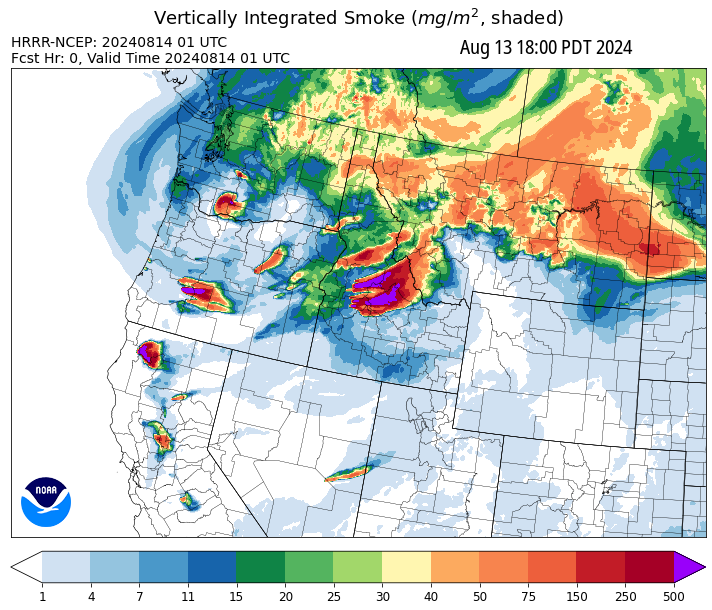 Vertically Integrated Smoke (mg/m², shaded)
HRRR-NCEP: 20240814 01 UTC
Aug 13 18:00 PDT 2024
Fcst Hr: 0, Valid Time 20240814 01 UTC
NOAA
1 4 7 11 15 20 25 30 40 50 75 150 250 500